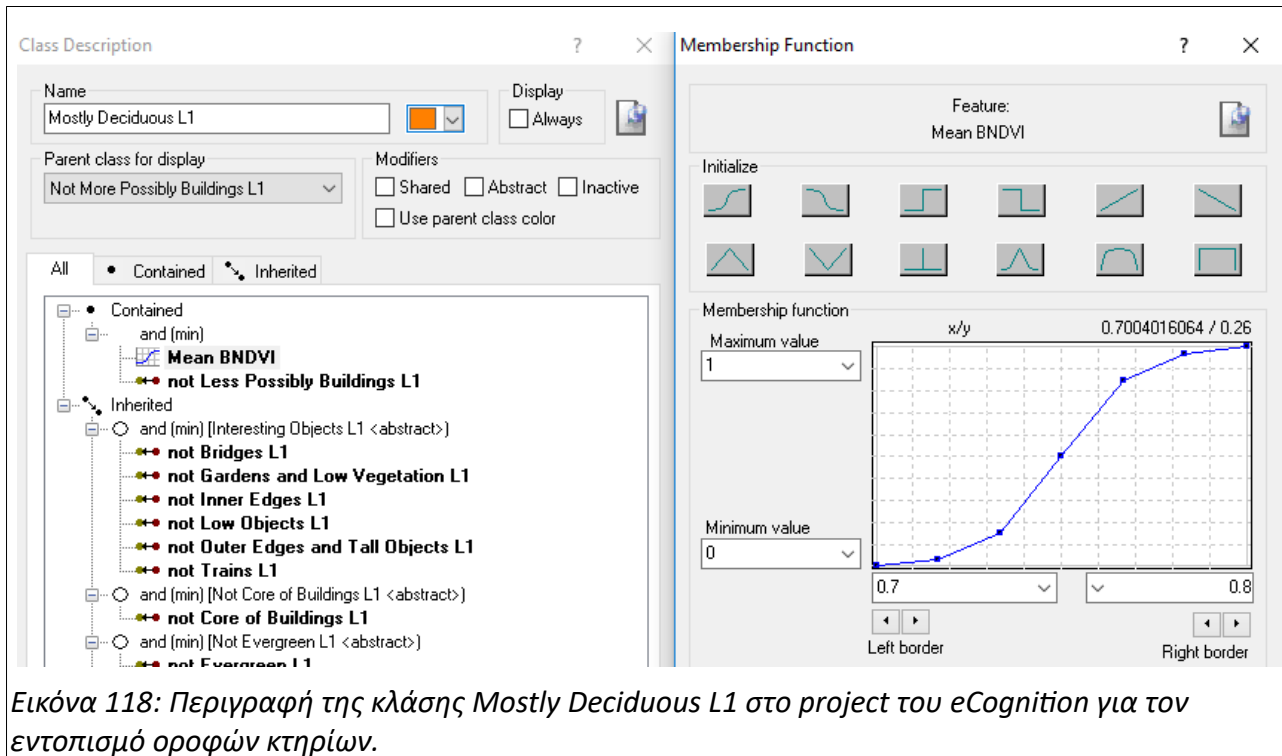 Class Description
?
Name
Mostly Deciduous L1
Display
Always
Parent class for display
Not More Possibly Buildings L1
Modifiers
Shared Abstract Inactive
Use parent class color
All Contained Inherited
Contained
and (min)
Mean BNDVI
not Less Possibly Buildings L1
Inherited
and (min) [Interesting Objects L1 <abstract>)
not Bridges L1
not Gardens and Low Vegetation L1
not Inner Edges L1
not Low Objects L1
not Outer Edges and Tall Objects L1
not Trains L1
and (min) [Not Core of Buildings L1 <abstract>)
not Core of Buildings L1
and (min) [Not Evergreen L1 <abstract>)
not Evergreen L1
Membership Function
?
Feature:
Mean BNDVI
Initialize
Membership function
x/y 0.7004016064 / 0.26
Maximum value
1
Minimum value
0
0.7 0.8
Left border Right border
Εικόνα 118: Περιγραφή της κλάσης Mostly Deciduous L1 στο project του eCognition για τον
εντοπισμό οροφών κτηρίων.